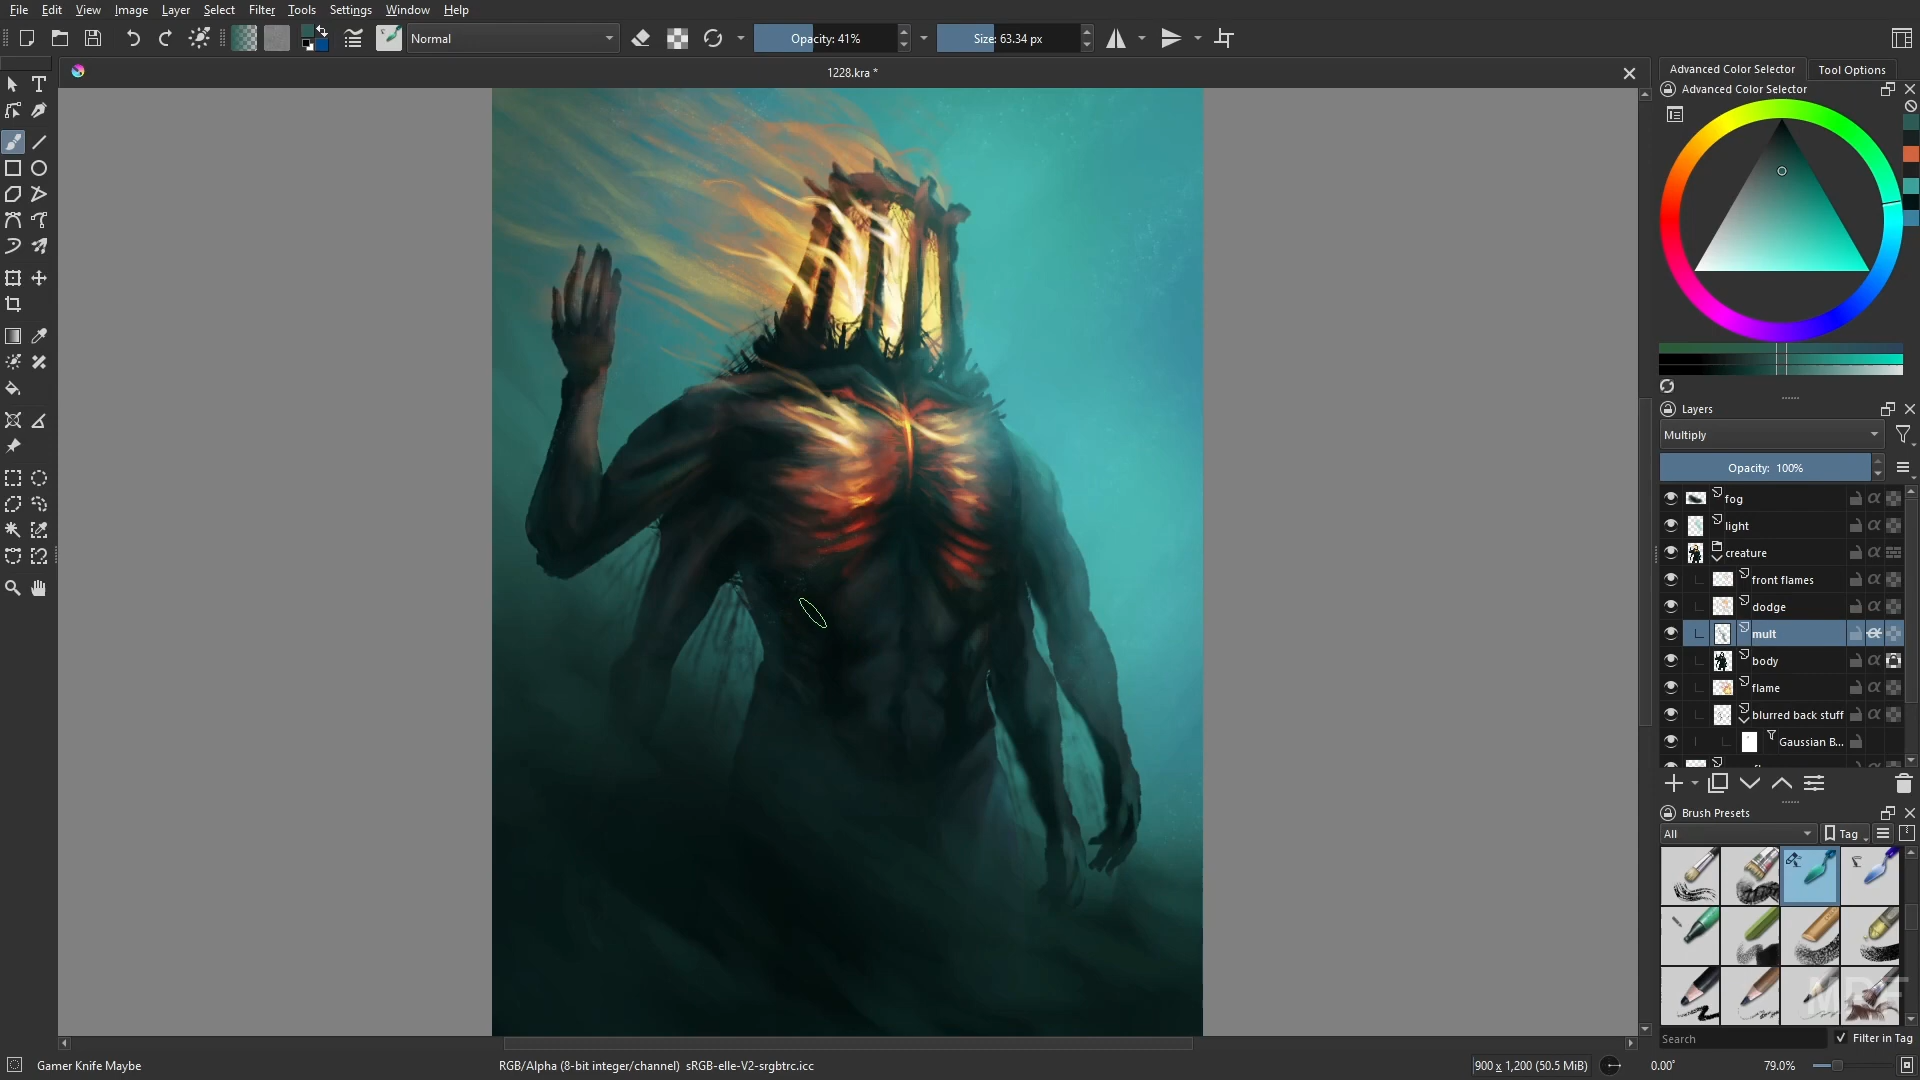 File Edit View Image Layer Select Filter Tools Settings Window Help
Normal
Opacity: 41%
Size: 63.34 px
1228.kra *
Advanced Color Selector
Tool Options
Advanced Color Selector
Layers
Multiply
Opacity: 100%
fog
light
creature
front flames
dodge
mult
body
flame
blurred back stuff
Gaussian B...
Brush Presets
All
Tag
Search
Filter in Tag
Gamer Knife Maybe
RGB/Alpha (8-bit integer/channel) sRGB-elle-V2-srgbtrc.icc
900 x 1,200 (50.5 MiB)
0.00°
79.0%